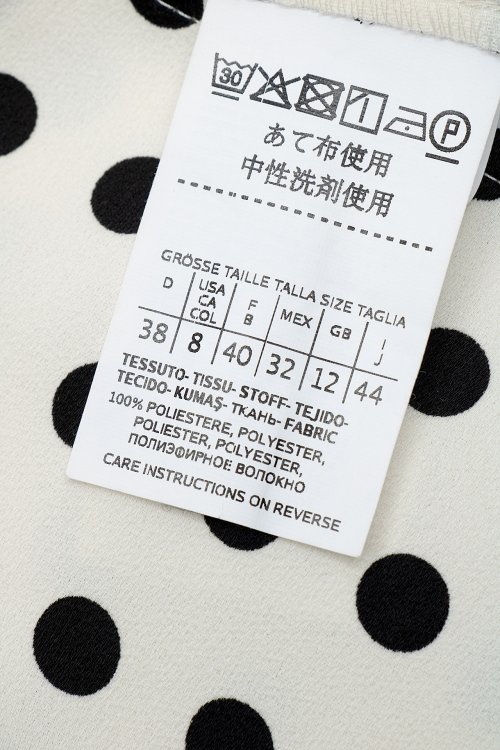 30 P
あて布使用
中性洗剤使用
GRÖSSE TAILLE TALLA SIZE TAGLIA
D USA CA COL F B MEX GB I J
38 8 40 32 12 44
TESSUTO- TISSU- STOFF- TEJIDO-
TECIDO- KUMAŞ- ТКАНЬ- FABRIC
100% POLIESTERE, POLYESTER,
POLIESTER, POLYESTER,
ПОЛИЭФИРНОЕ ВОЛОКНО
CARE INSTRUCTIONS ON REVERSE